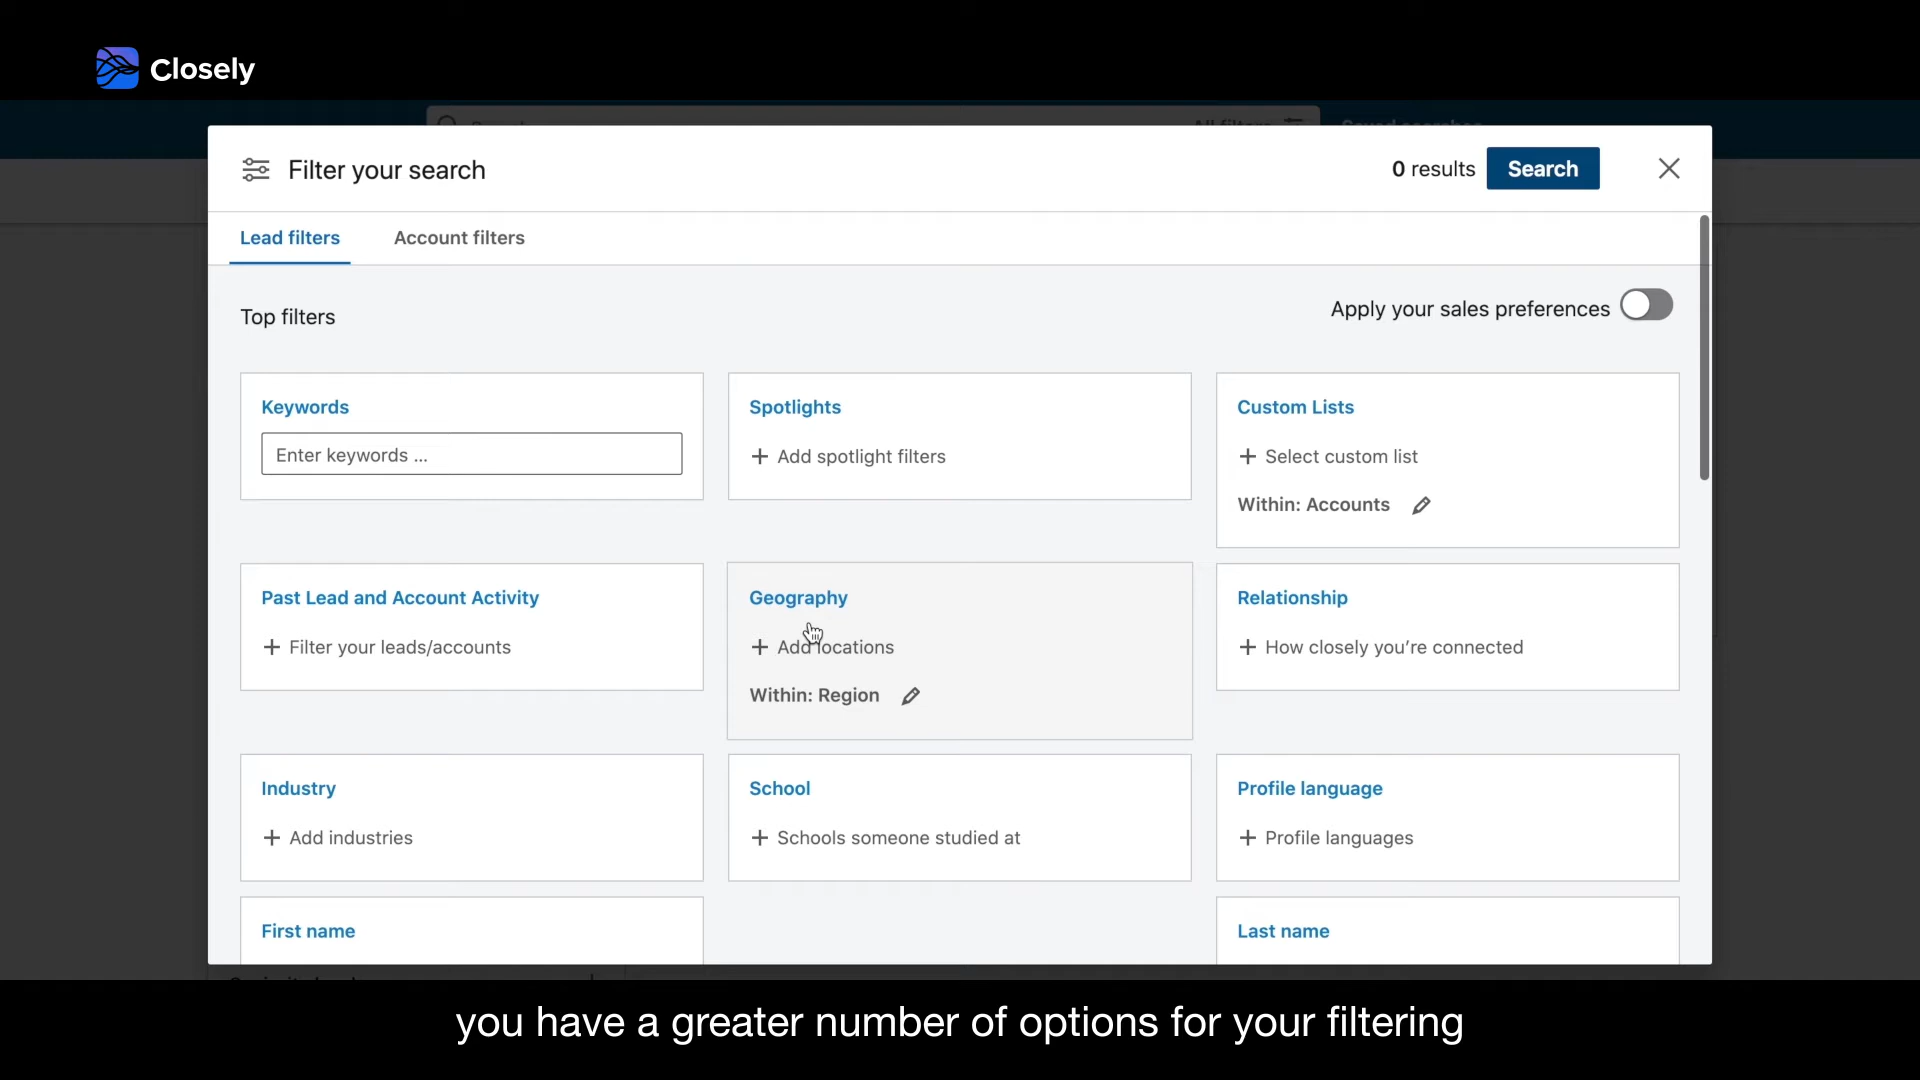 Closely
Filter your search
0 results
Search
Lead filters
Account filters
Top filters
Apply your sales preferences
Keywords
Enter keywords ...
Spotlights
+ Add spotlight filters
Custom Lists
+ Select custom list
Within: Accounts
Past Lead and Account Activity
+ Filter your leads/accounts
Geography
+ Add locations
Within: Region
Relationship
+ How closely you're connected
Industry
+ Add industries
School
+ Schools someone studied at
Profile language
+ Profile languages
First name
Last name
you have a greater number of options for your filtering